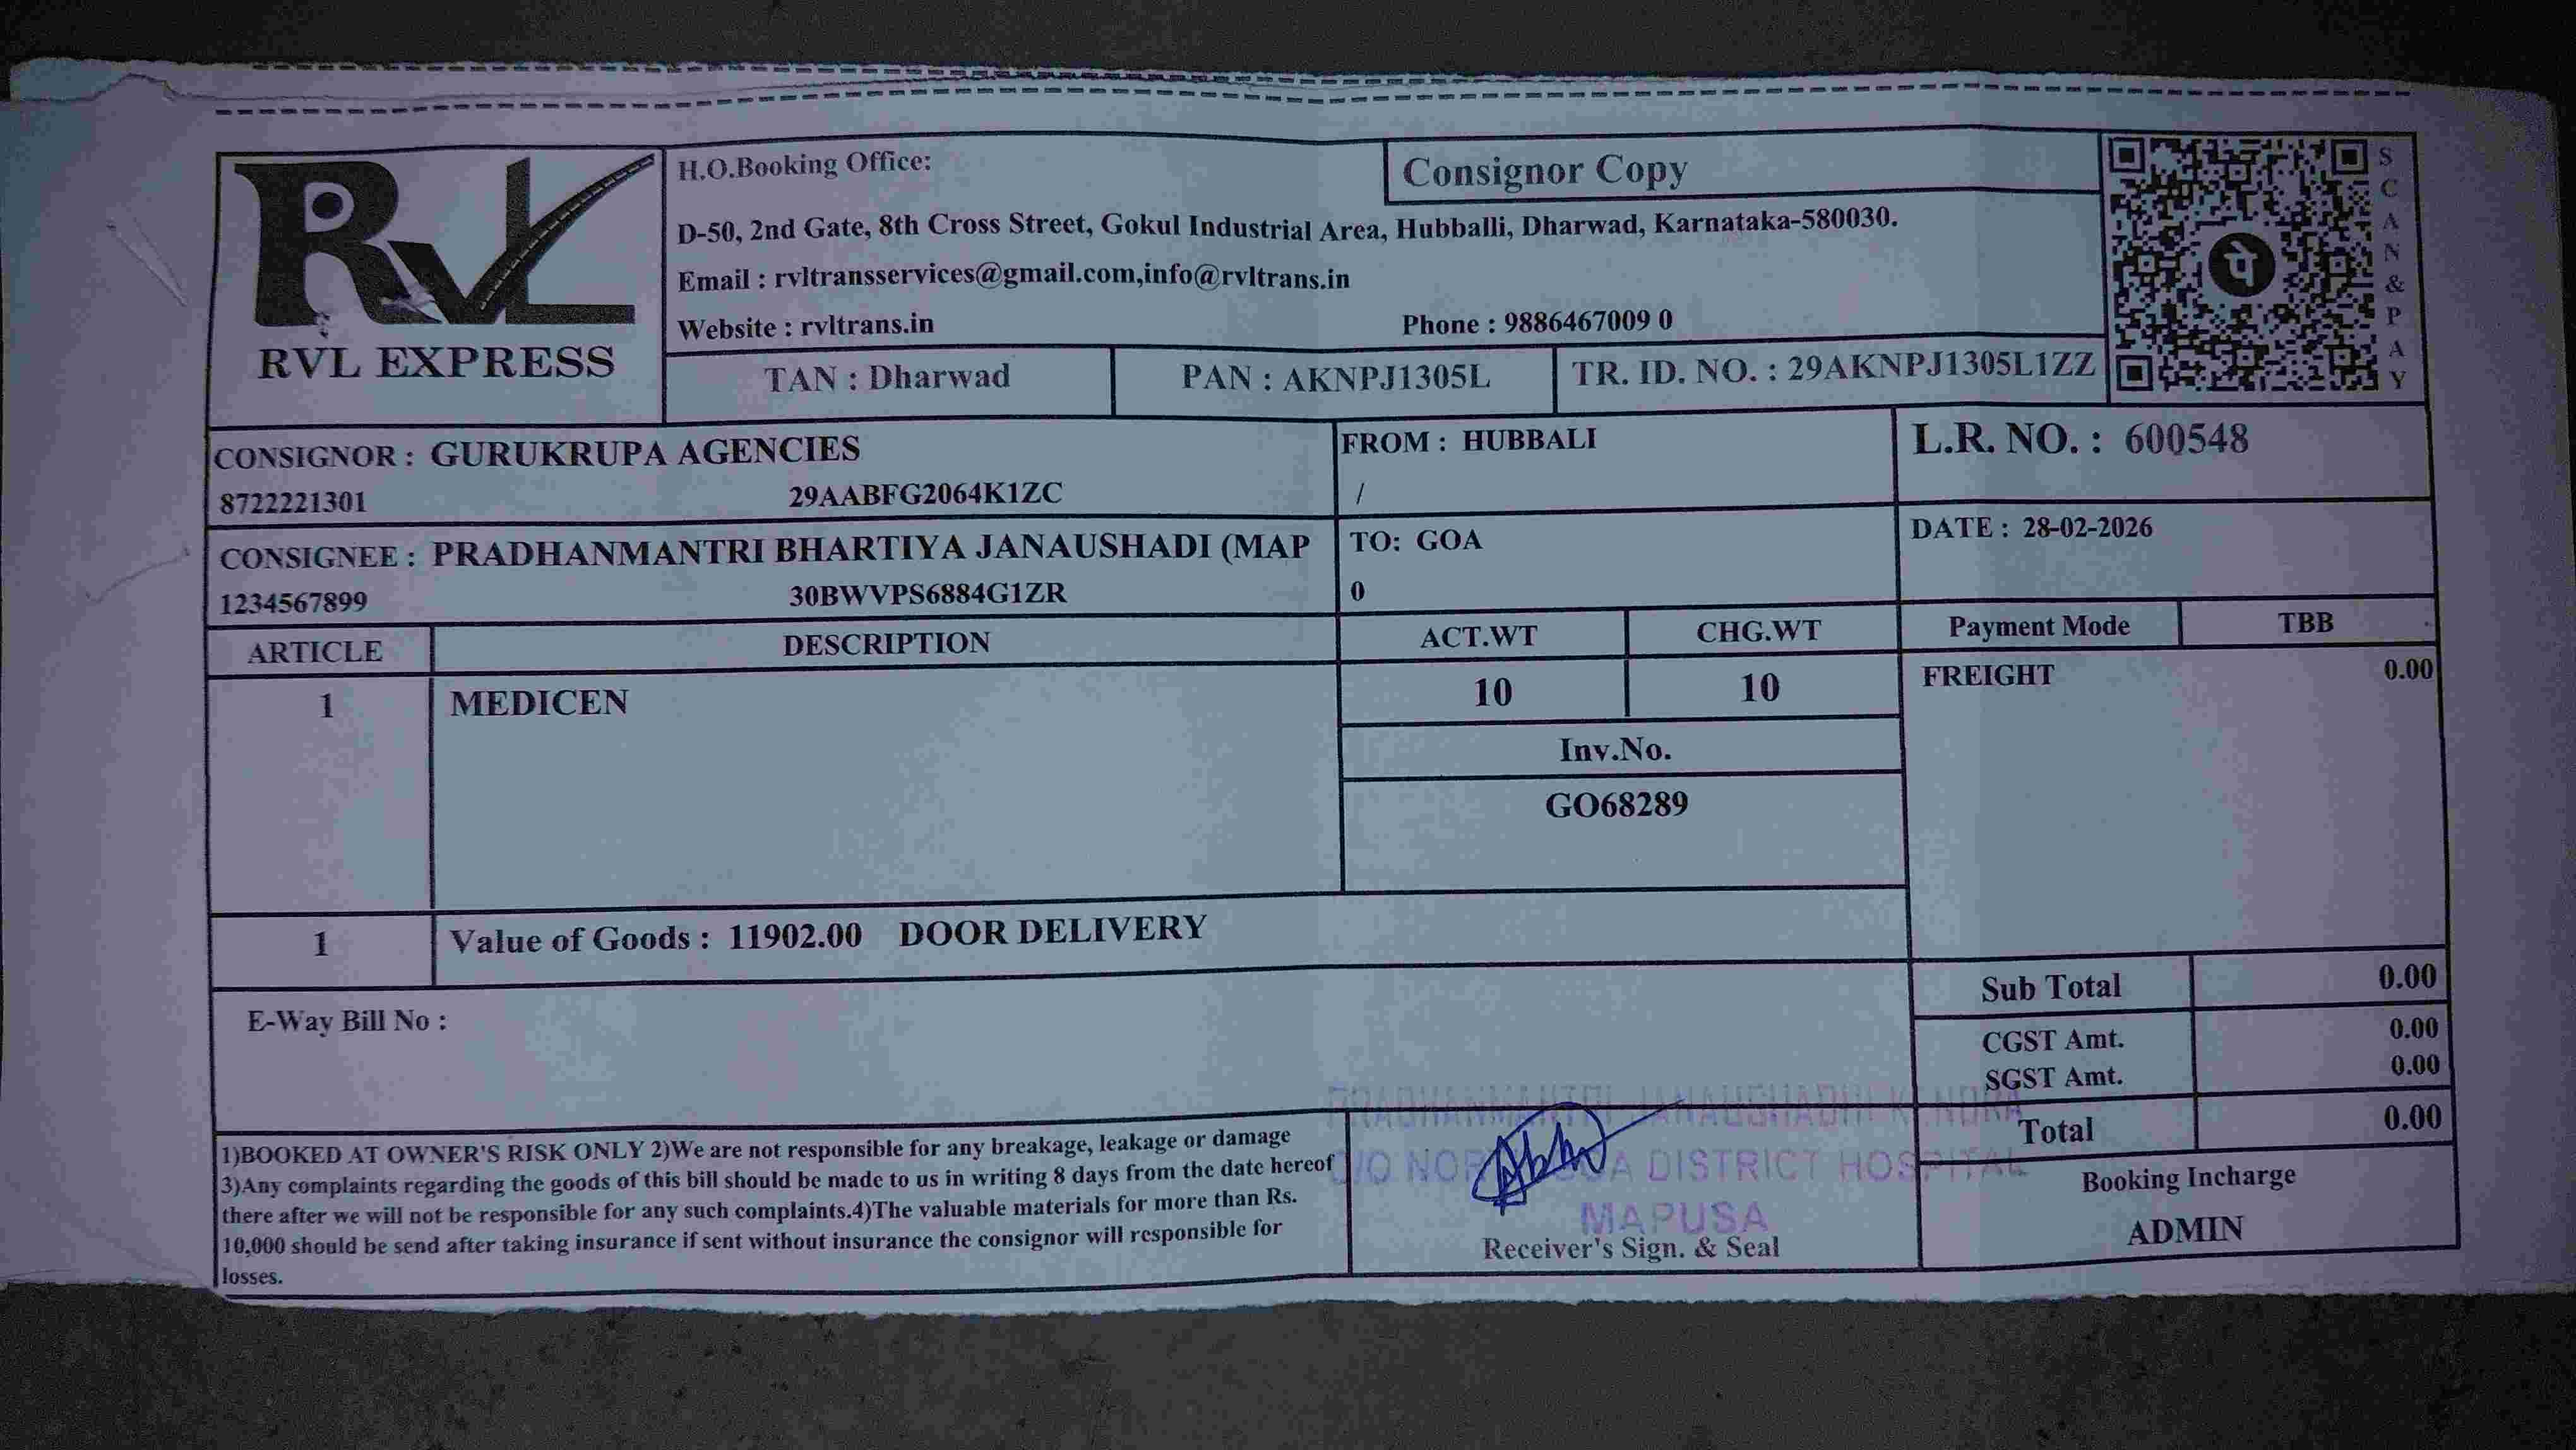 RVL
RVL EXPRESS
H.O.Booking Office:
Consignor Copy
D-50, 2nd Gate, 8th Cross Street, Gokul Industrial Area, Hubballi, Dharwad, Karnataka-580030.
Email : rvltransservices@gmail.com,info@rvltrans.in
Website : rvltrans.in Phone : 9886467009 0
TAN : Dharwad PAN : AKNPJ1305L TR. ID. NO. : 29AKNPJ1305L1ZZ
पे
SCAN&PAY
CONSIGNOR : GURUKRUPA AGENCIES
8722221301 29AABFG2064K1ZC
FROM : HUBBALI
/
L.R. NO. : 600548
CONSIGNEE : PRADHANMANTRI BHARTIYA JANAUSHADI (MAP
1234567899 30BWVPS6884G1ZR
TO: GOA
0
DATE : 28-02-2026
ARTICLE DESCRIPTION ACT.WT CHG.WT Payment Mode TBB
1 MEDICEN 10 10 FREIGHT 0.00
Inv.No.
GO68289
1 Value of Goods : 11902.00 DOOR DELIVERY
E-Way Bill No :
Sub Total 0.00
CGST Amt. 0.00
SGST Amt. 0.00
Total 0.00
1)BOOKED AT OWNER'S RISK ONLY 2)We are not responsible for any breakage, leakage or damage
3)Any complaints regarding the goods of this bill should be made to us in writing 8 days from the date hereof
there after we will not be responsible for any such complaints.4)The valuable materials for more than Rs.
10,000 should be send after taking insurance if sent without insurance the consignor will responsible for
losses.
PRADHANMANTRI JANAUSHADHI KENDRA
DISTRICT HOSPITAL
MAPUSA
Receiver's Sign. & Seal
Booking Incharge
ADMIN